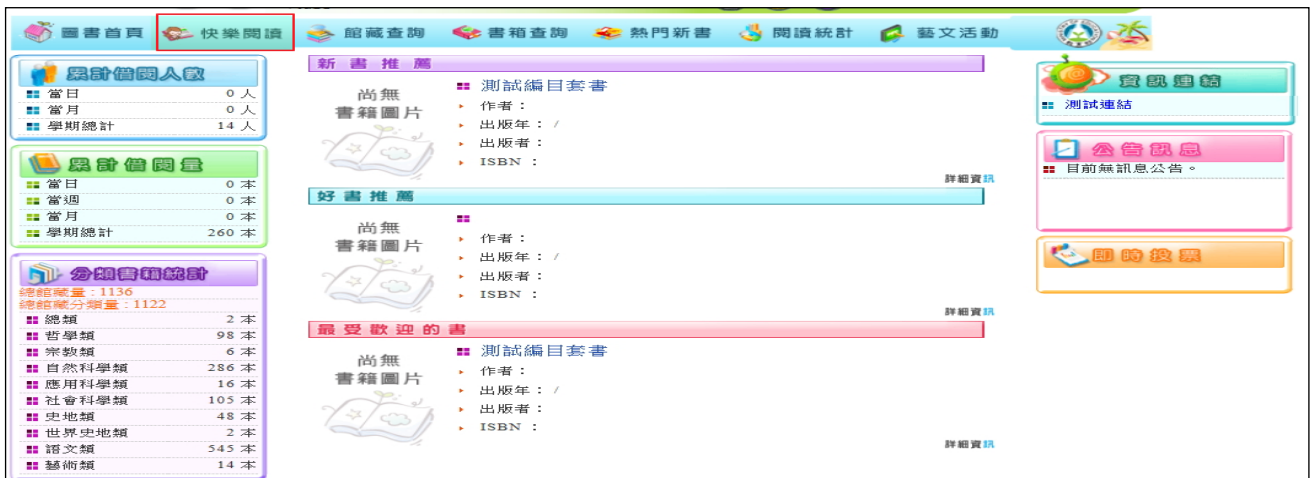 圖書首頁 快樂閱讀 館藏查詢 書箱查詢 熱門新書 閱讀統計 藝文活動
累計借閱人數
當日 0 人
當月 0 人
學期總計 14 人
累計借閱量
當日 0 本
當週 0 本
當月 0 本
學期總計 260 本
分類書籍統計
總館藏量:1136
總館藏分類量:1122
總類 2 本
哲學類 98 本
宗教類 6 本
自然科學類 286 本
應用科學類 16 本
社會科學類 105 本
史地類 48 本
世界史地類 2 本
語文類 545 本
藝術類 14 本
新書推薦
尚無
書籍圖片
測試編目套書
作者:
出版年: /
出版者:
ISBN :
詳細資訊
好書推薦
尚無
書籍圖片
作者:
出版年: /
出版者:
ISBN :
詳細資訊
最受歡迎的書
尚無
書籍圖片
測試編目套書
作者:
出版年: /
出版者:
ISBN :
詳細資訊
資訊連結
測試連結
公告訊息
目前無訊息公告。
即時投票